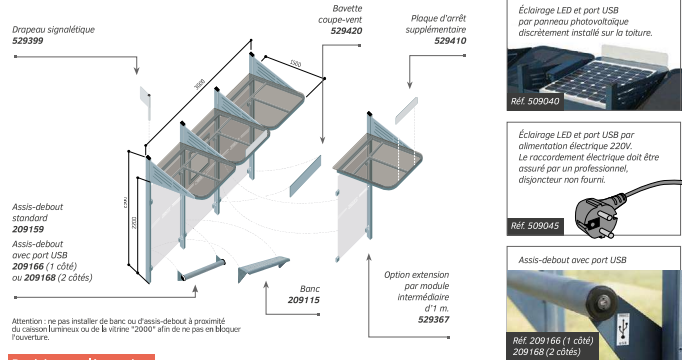 Drapeau signalétique
529399
Bavette
coupe-vent
529420
Plaque d'arrêt
supplémentaire
529410
3000
1500
2200
Assis-debout
standard
209159
Assis-debout
avec port USB
209166 (1 côté)
ou 209168 (2 côtés)
Banc
209115
Option extension
par module
intermédiaire
d'1 m.
529367
Attention : ne pas installer de banc ou d'assis-debout à proximité
du caisson lumineux ou de la vitrine "2000" afin de ne pas en bloquer
l'ouverture.
Éclairage LED et port USB
par panneau photovoltaïque
discrètement installé sur la toiture.
Réf. 509040
Éclairage LED et port USB par
alimentation électrique 220V.
Le raccordement électrique doit être
assuré par un professionnel,
disjoncteur non fourni.
Réf. 509045
Assis-debout avec port USB
Réf. 209166 (1 côté)
209168 (2 côtés)